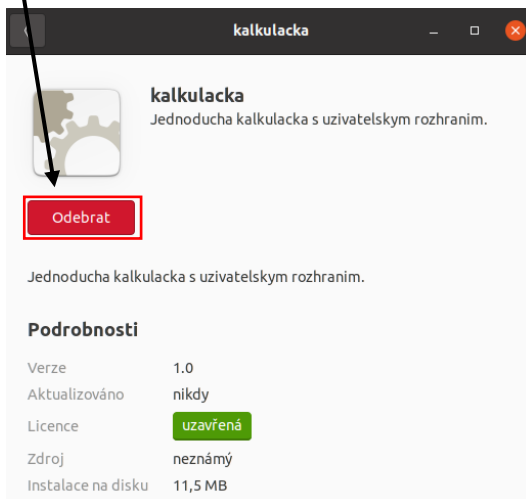 kalkulacka
kalkulacka
Jednoducha kalkulacka s uzivatelskym rozhranim.
Odebrat
Jednoducha kalkulacka s uzivatelskym rozhranim.
Podrobnosti
Verze 1.0
Aktualizováno nikdy
Licence uzavřená
Zdroj neznámý
Instalace na disku 11,5 MB